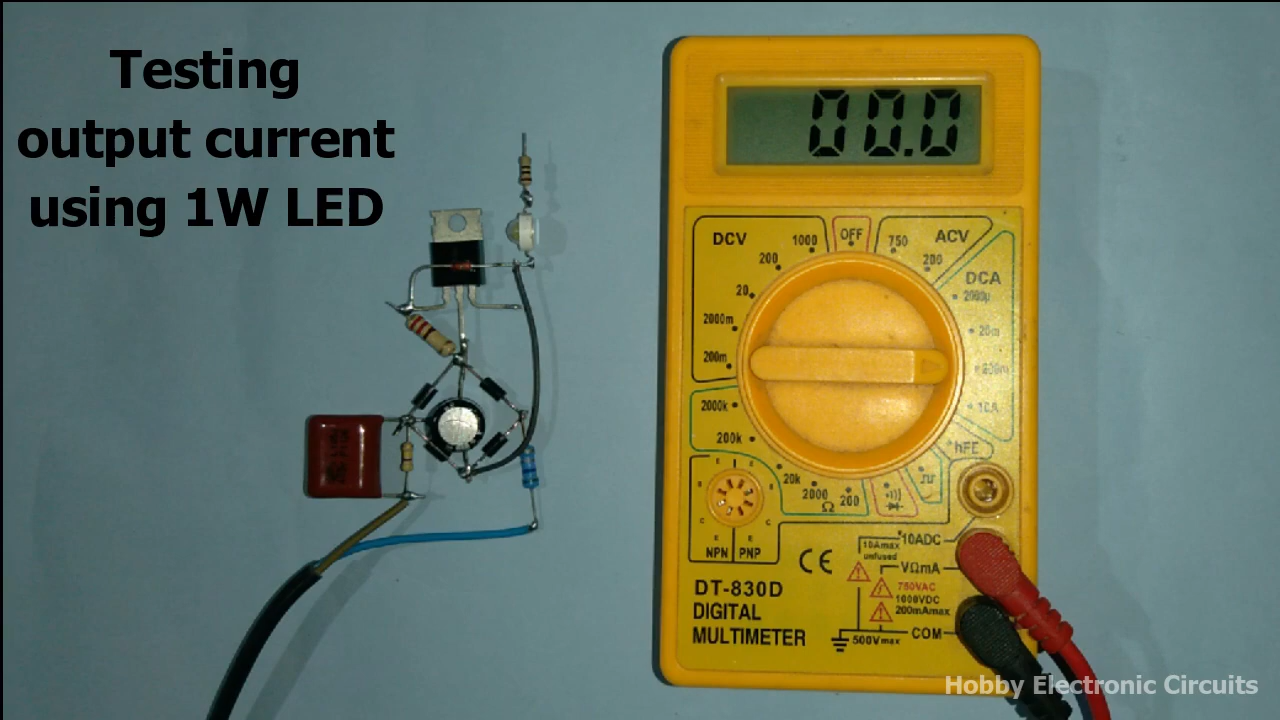 Testing
output current
using 1W LED
00.0
DCV
1000
OFF
750
ACV
200
200
DCA
20
2000µ
2000m
20m
200m
200m
2000k
10A
200k
hFE
20k
2000
Ω
200
E
E
B
B
C
C
E
E
NPN
PNP
CE
10Amax
unfused
10ADC
VΩmA
750VAC
1000VDC
200mAmax
COM
500Vmax
DT-830D
DIGITAL
MULTIMETER
Hobby Electronic Circuits